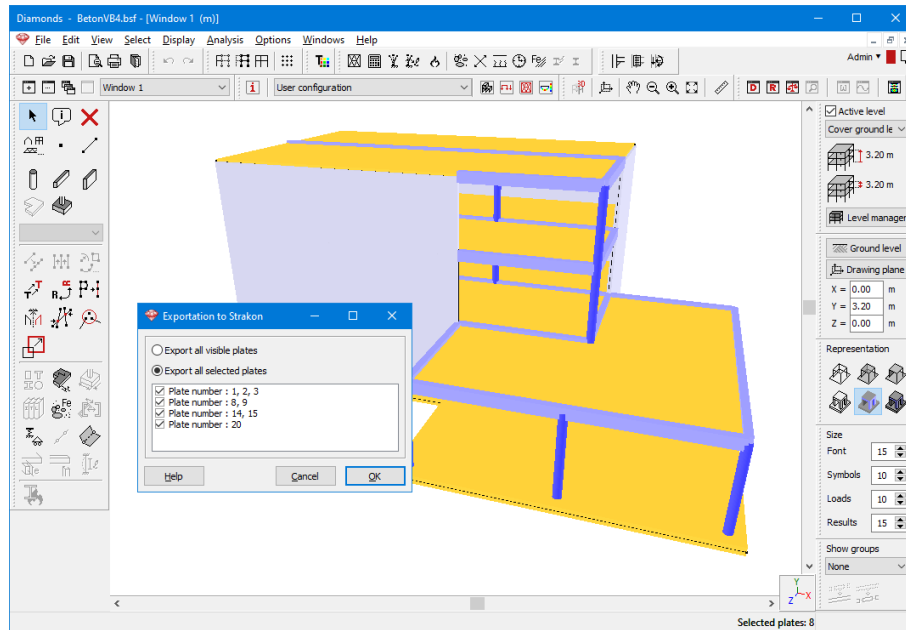 Diamonds - BetonVB4.bsf - [Window 1 (m)]
File Edit View Select Display Analysis Options Windows Help
Admin
Window 1
User configuration
Active level
Cover ground le
3.20 m
3.20 m
Level manager
Ground level
Drawing plane
X = 0.00 m
Y = 3.20 m
Z = 0.00 m
Representation
Size
Font 15
Symbols 10
Loads 10
Results 15
Show groups
None
Exportation to Strakon
Export all visible plates
Export all selected plates
Plate number : 1, 2, 3
Plate number : 8, 9
Plate number : 14, 15
Plate number : 20
Help Cancel OK
Y
Z X
Selected plates: 8